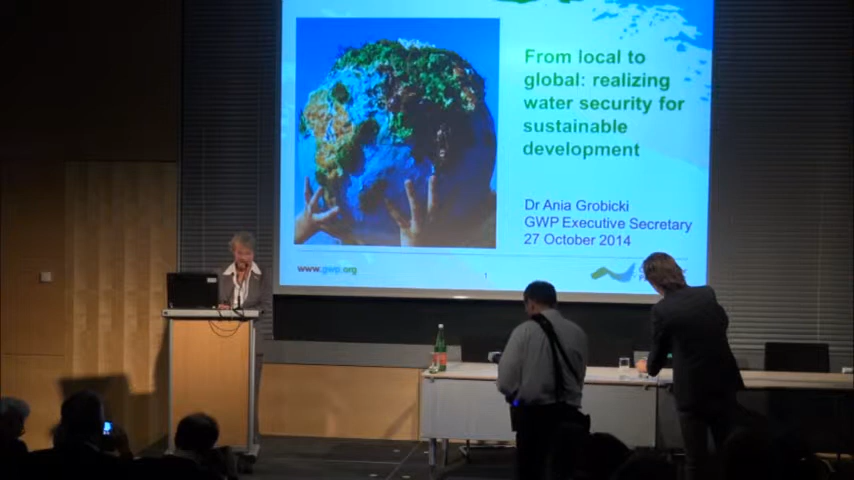 From local to
global: realizing
water security for
sustainable
development
Dr Ania Grobicki
GWP Executive Secretary
27 October 2014
www.gwp.org
1